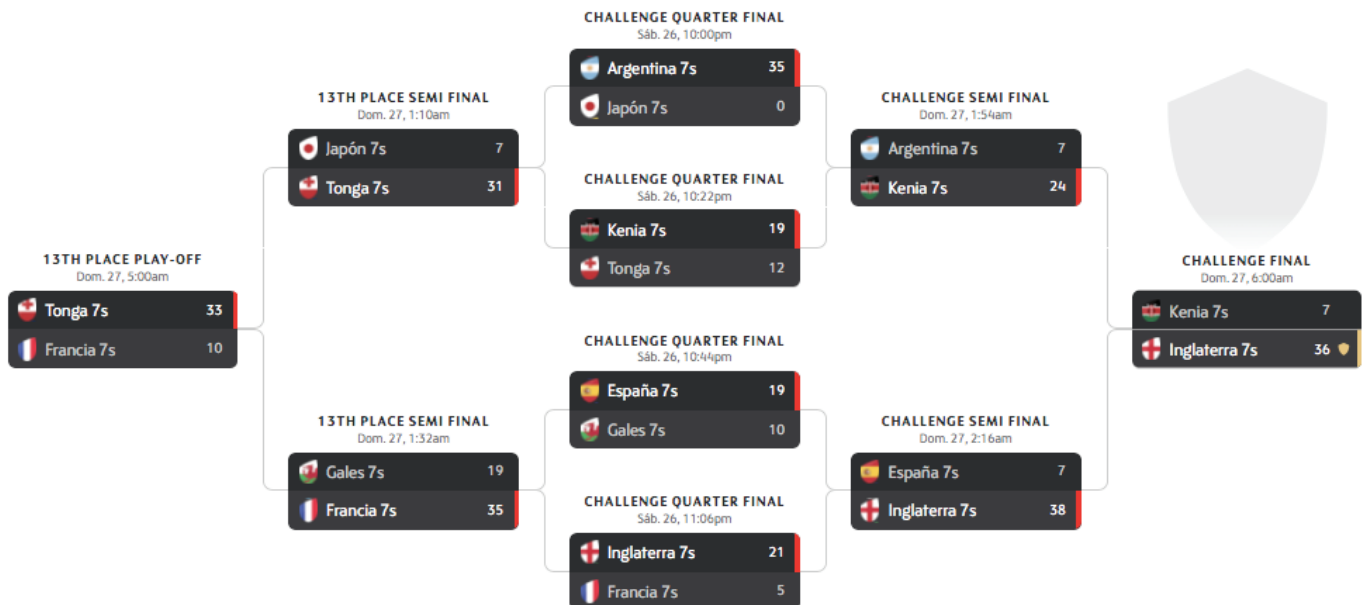 13TH PLACE PLAY-OFF
Dom. 27, 5:00am
Tonga 7s 33
Francia 7s 10
13TH PLACE SEMI FINAL
Dom. 27, 1:10am
Japón 7s 7
Tonga 7s 31
13TH PLACE SEMI FINAL
Dom. 27, 1:32am
Gales 7s 19
Francia 7s 35
CHALLENGE QUARTER FINAL
Sáb. 26, 10:00pm
Argentina 7s 35
Japón 7s 0
CHALLENGE QUARTER FINAL
Sáb. 26, 10:22pm
Kenia 7s 19
Tonga 7s 12
CHALLENGE QUARTER FINAL
Sáb. 26, 10:44pm
España 7s 19
Gales 7s 10
CHALLENGE QUARTER FINAL
Sáb. 26, 11:06pm
Inglaterra 7s 21
Francia 7s 5
CHALLENGE SEMI FINAL
Dom. 27, 1:54am
Argentina 7s 7
Kenia 7s 24
CHALLENGE SEMI FINAL
Dom. 27, 2:16am
España 7s 7
Inglaterra 7s 38
CHALLENGE FINAL
Dom. 27, 6:00am
Kenia 7s 7
Inglaterra 7s 36